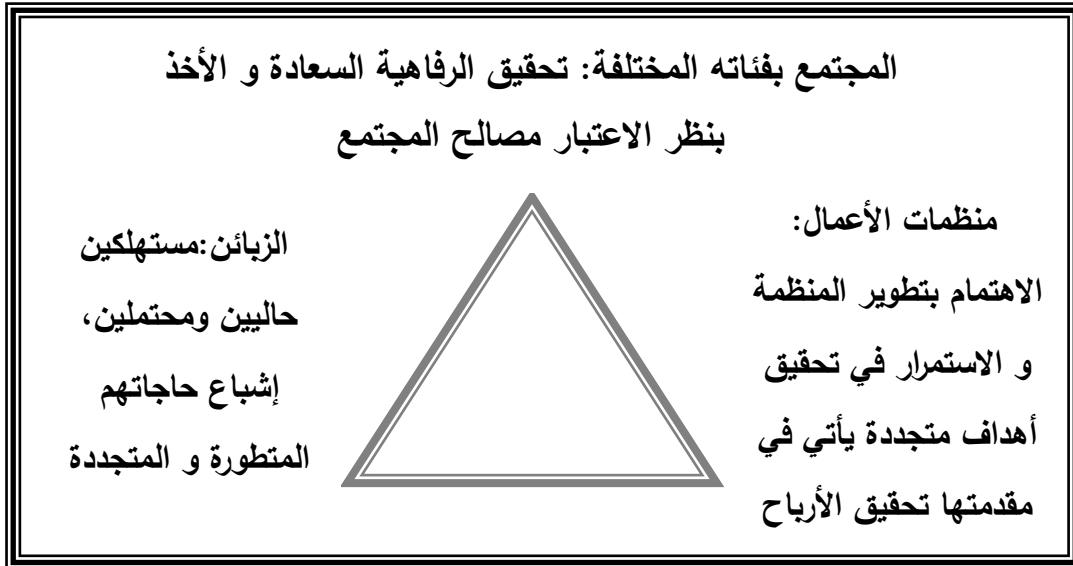 المجتمع بفئاته المختلفة: تحقيق الرفاهية السعادة و الأخذ
بنظر الاعتبار مصالح المجتمع
منظمات الأعمال:
الاهتمام بتطوير المنظمة
و الاستمرار في تحقيق
أهداف متجددة يأتي في
مقدمتها تحقيق الأرباح
الزبائن:مستهلكين
حاليين ومحتملين،
إشباع حاجاتهم
المتطورة و المتجددة